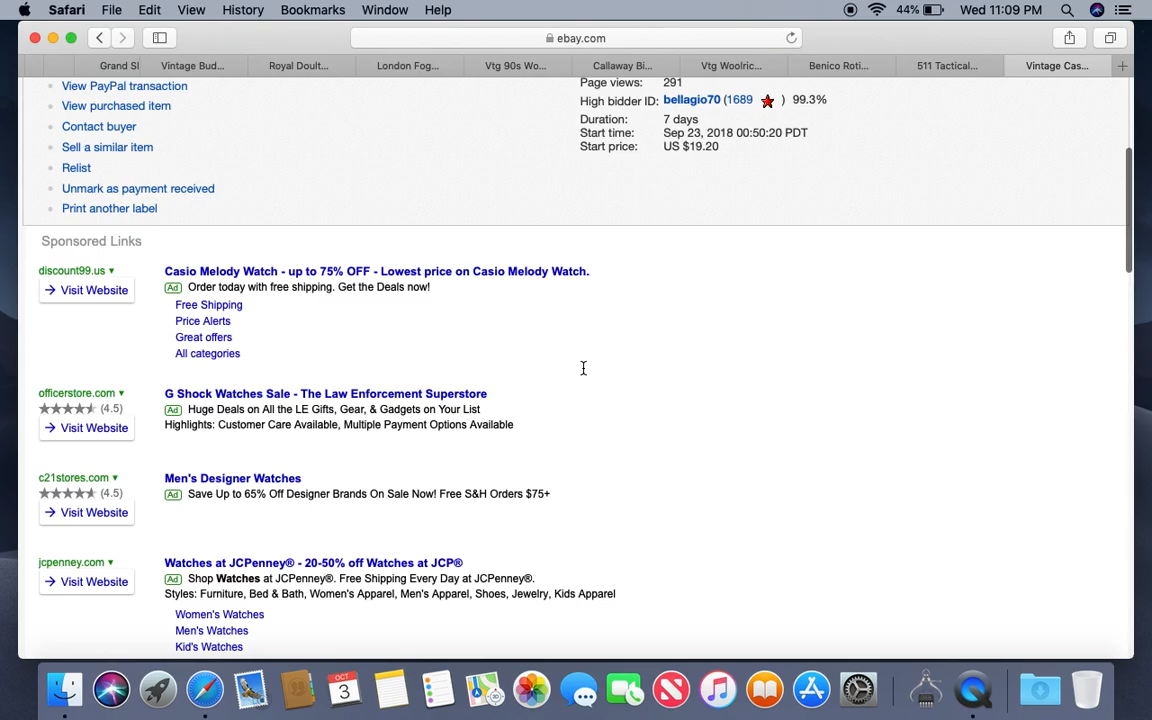 Safari File Edit View History Bookmarks Window Help 44% Wed 11:09 PM
ebay.com
Grand Sl Vintage Bud... Royal Doult... London Fog... Vtg 90s Wo... Callaway Bi... Vtg Woolric... Benico Roti... 511 Tactical... Vintage Cas...
View PayPal transaction
View purchased item
Contact buyer
Sell a similar item
Relist
Unmark as payment received
Print another label
Page views: 291
High bidder ID: bellagio70 (1689 ) 99.3%
Duration: 7 days
Start time: Sep 23, 2018 00:50:20 PDT
Start price: US $19.20
Sponsored Links
discount99.us
Visit Website
Casio Melody Watch - up to 75% OFF - Lowest price on Casio Melody Watch.
Ad Order today with free shipping. Get the Deals now!
Free Shipping
Price Alerts
Great offers
All categories
officerstore.com
(4.5)
Visit Website
G Shock Watches Sale - The Law Enforcement Superstore
Ad Huge Deals on All the LE Gifts, Gear, & Gadgets on Your List
Highlights: Customer Care Available, Multiple Payment Options Available
c21stores.com
(4.5)
Visit Website
Men's Designer Watches
Ad Save Up to 65% Off Designer Brands On Sale Now! Free S&H Orders $75+
jcpenney.com
Visit Website
Watches at JCPenney® - 20-50% off Watches at JCP®
Ad Shop Watches at JCPenney®. Free Shipping Every Day at JCPenney®.
Styles: Furniture, Bed & Bath, Women's Apparel, Men's Apparel, Shoes, Jewelry, Kids Apparel
Women's Watches
Men's Watches
Kid's Watches
OCT
3